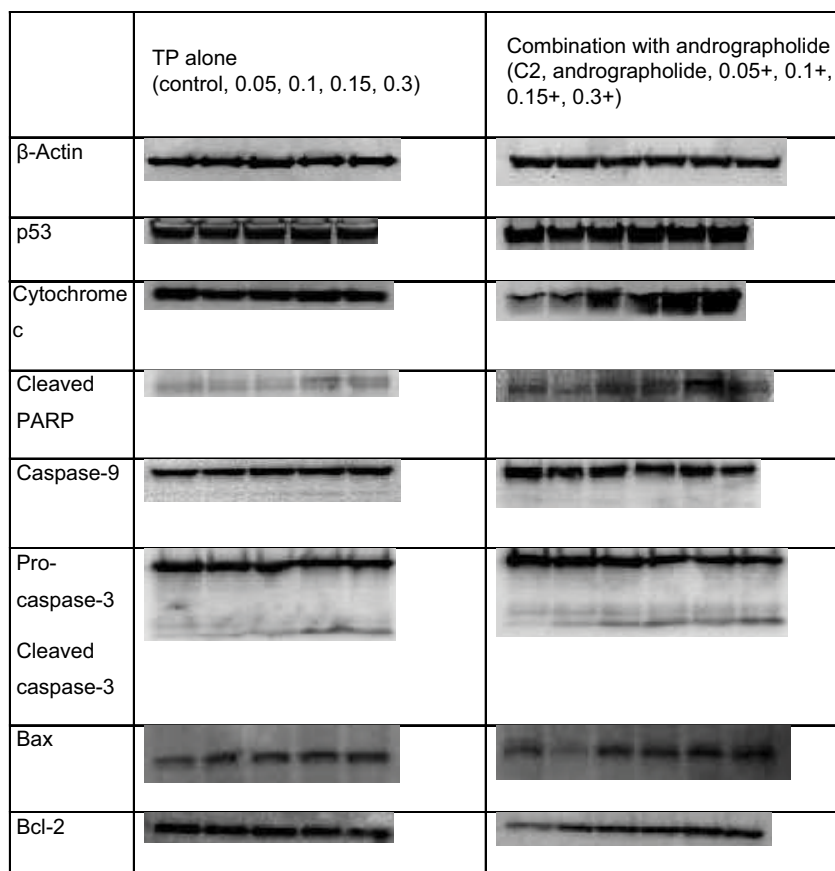 TP alone
(control, 0.05, 0.1, 0.15, 0.3)
Combination with andrographolide
(C2, andrographolide, 0.05+, 0.1+,
0.15+, 0.3+)
β-Actin
p53
Cytochrome
c
Cleaved
PARP
Caspase-9
Pro-
caspase-3
Cleaved
caspase-3
Bax
Bcl-2